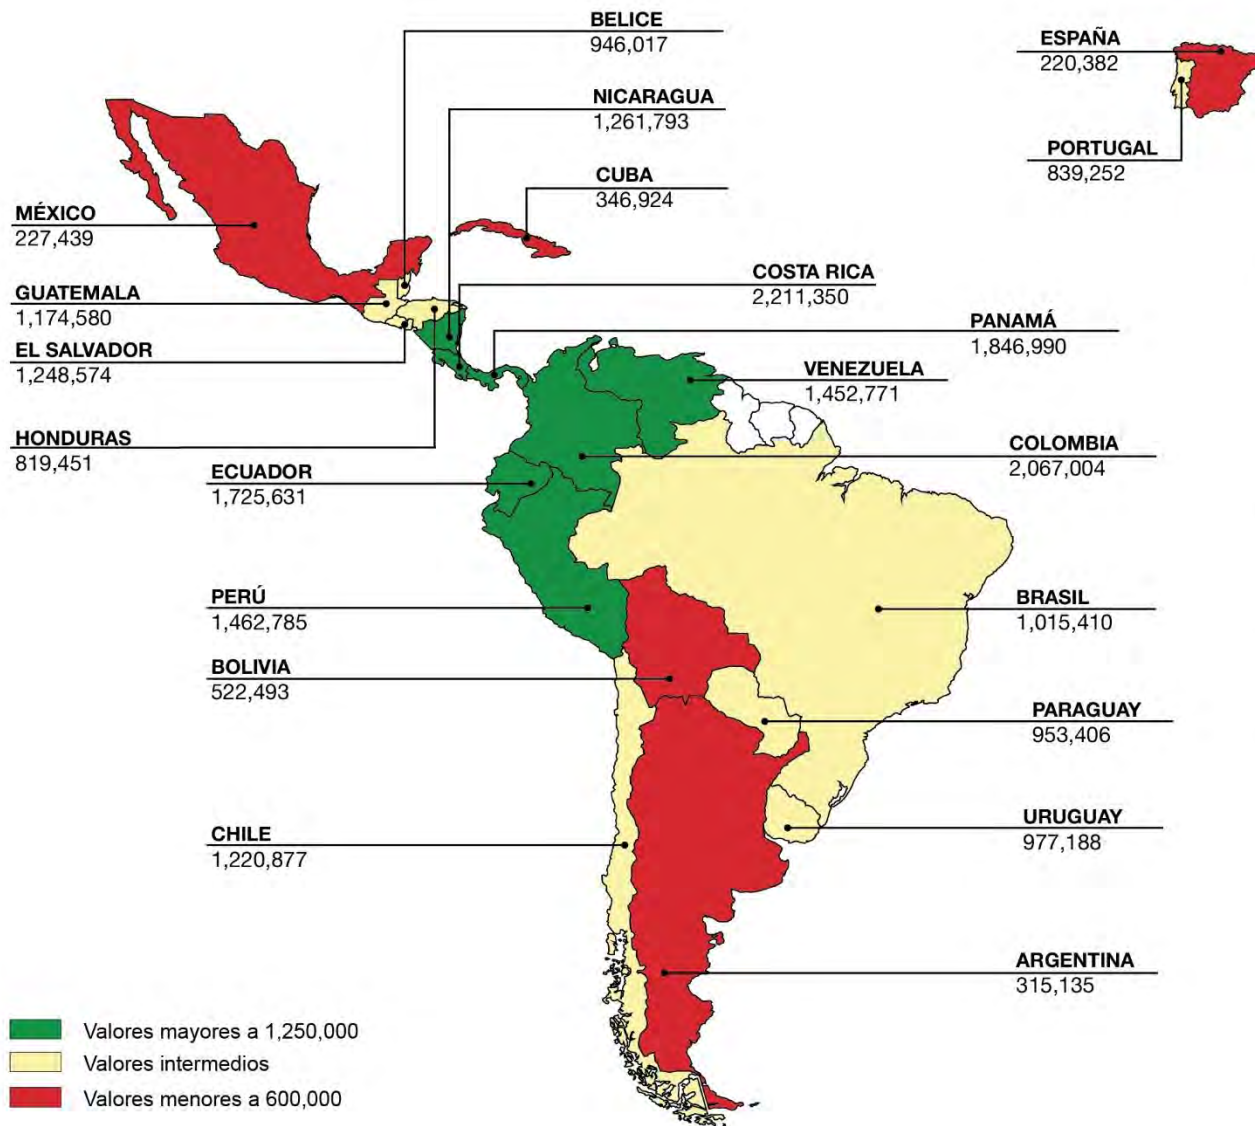 BELICE
946,017
ESPAÑA
220,382
NICARAGUA
1,261,793
PORTUGAL
839,252
CUBA
346,924
MÉXICO
227,439
COSTA RICA
2,211,350
GUATEMALA
1,174,580
PANAMÁ
1,846,990
EL SALVADOR
1,248,574
VENEZUELA
1,452,771
HONDURAS
819,451
COLOMBIA
2,067,004
ECUADOR
1,725,631
PERÚ
1,462,785
BRASIL
1,015,410
BOLIVIA
522,493
PARAGUAY
953,406
URUGUAY
977,188
CHILE
1,220,877
ARGENTINA
315,135
Valores mayores a 1,250,000
Valores intermedios
Valores menores a 600,000